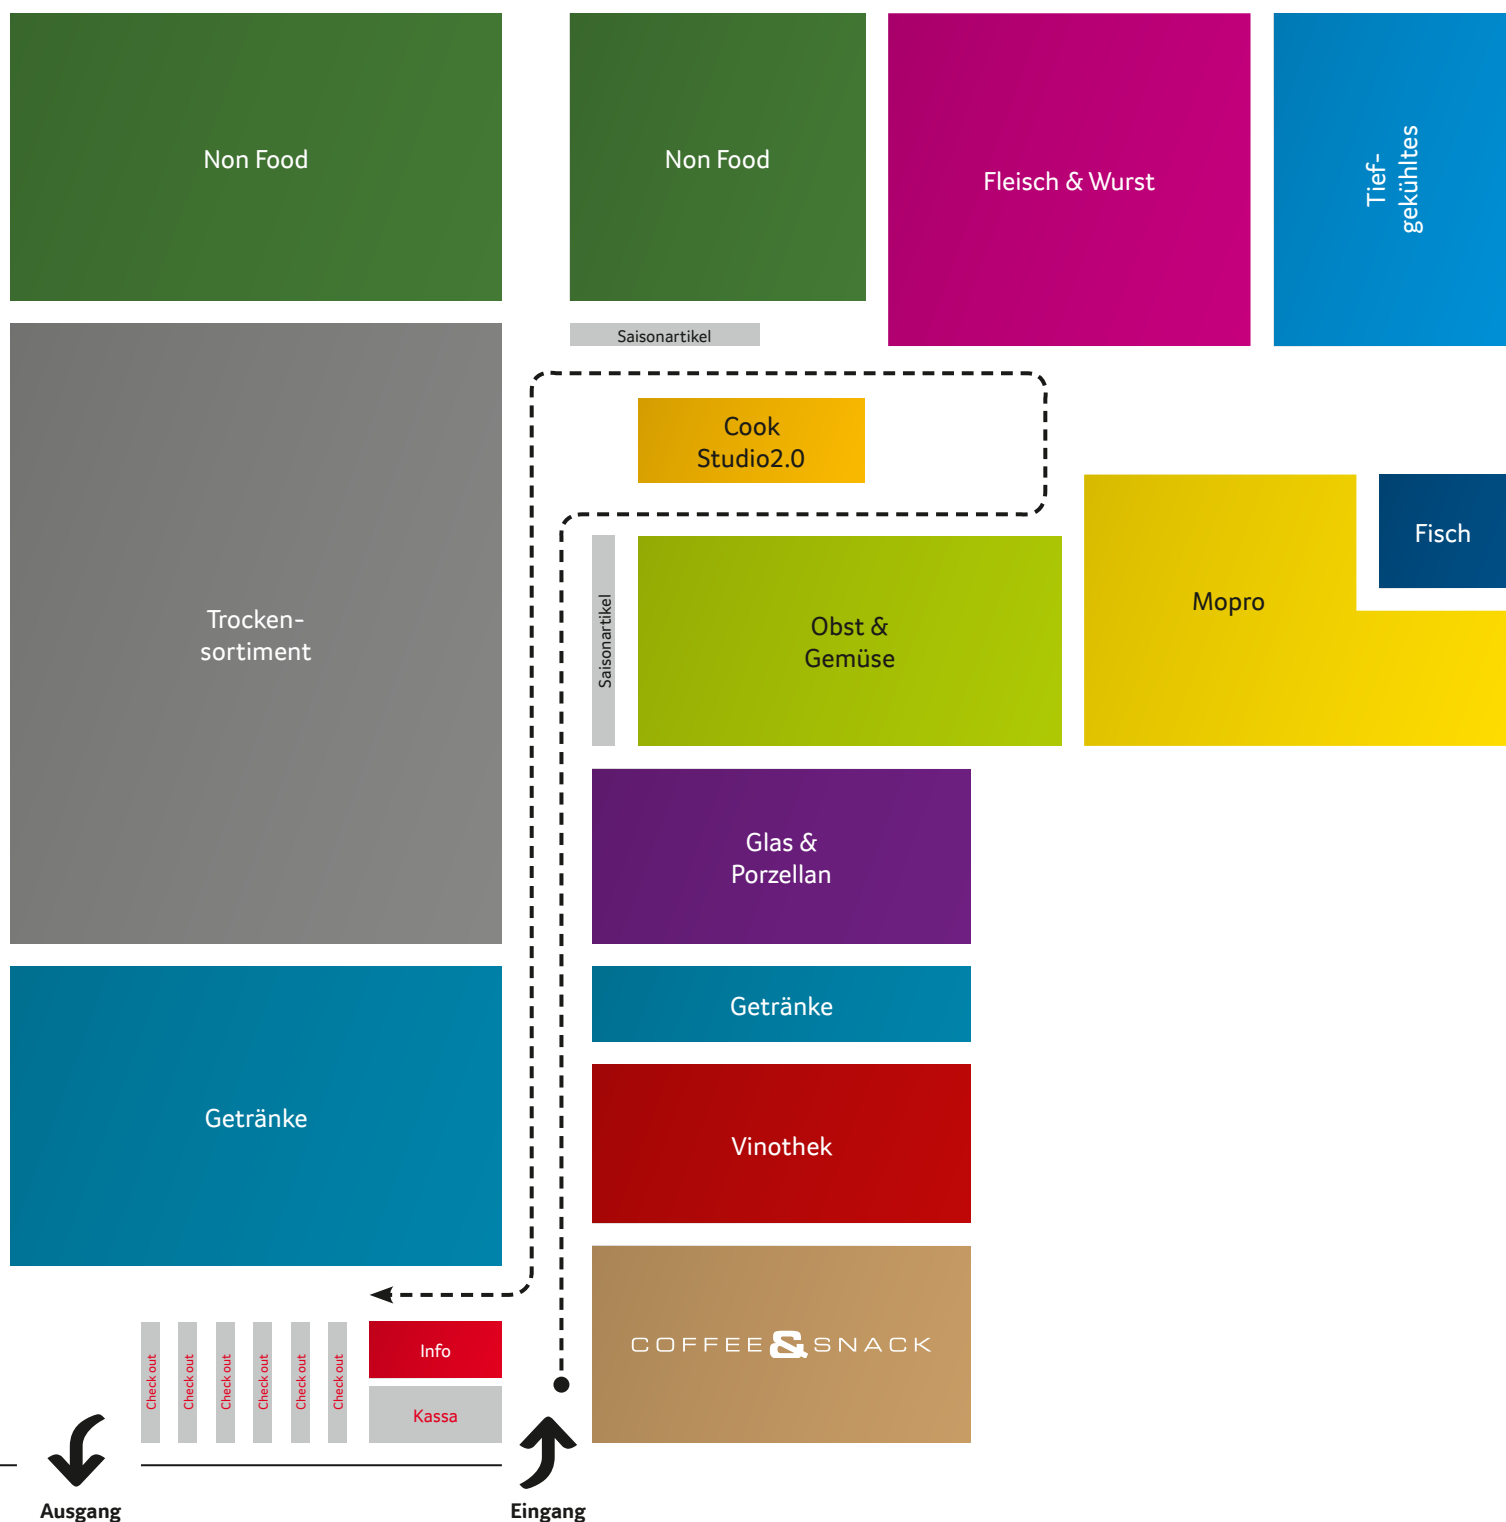 Non Food
Non Food
Fleisch & Wurst
Tief-
gekühltes
Saisonartikel
Cook
Studio2.0
Fisch
Mopro
Saisonartikel
Obst &
Gemüse
Trocken-
sortiment
Glas &
Porzellan
Getränke
Getränke
Vinothek
COFFEE & SNACK
Info
Kassa
Check out
Check out
Check out
Check out
Check out
Check out
Ausgang
Eingang